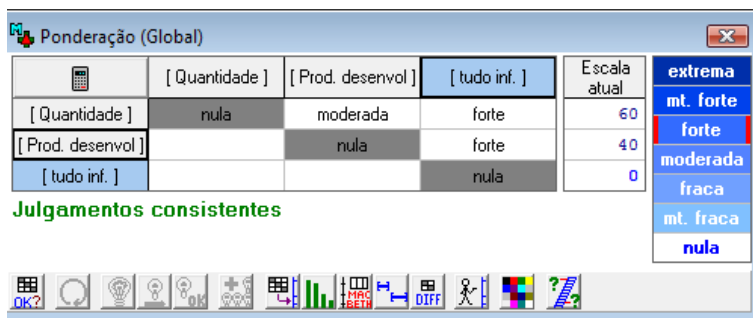 Ponderação (Global)
[ Quantidade ] [ Prod. desenvol ] [ tudo inf. ] Escala atual
[ Quantidade ] nula moderada forte 60
[ Prod. desenvol ] nula forte 40
[ tudo inf. ] nula 0
extrema
mt. forte
forte
moderada
fraca
mt. fraca
nula
Julgamentos consistentes
OK? OK MAC BETH DIFF ? ?